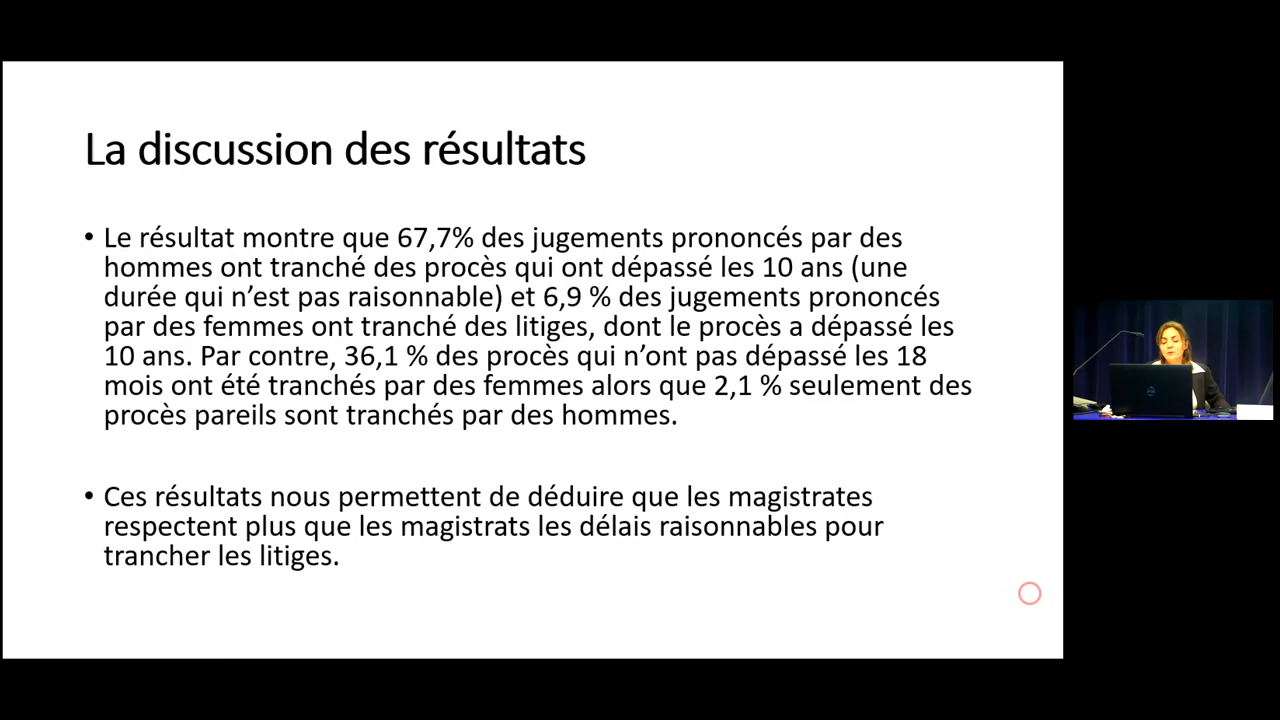 La discussion des résultats
• Le résultat montre que 67,7% des jugements prononcés par des
hommes ont tranché des procès qui ont dépassé les 10 ans (une
durée qui n’est pas raisonnable) et 6,9 % des jugements prononcés
par des femmes ont tranché des litiges, dont le procès a dépassé les
10 ans. Par contre, 36,1 % des procès qui n’ont pas dépassé les 18
mois ont été tranchés par des femmes alors que 2,1 % seulement des
procès pareils sont tranchés par des hommes.
• Ces résultats nous permettent de déduire que les magistrates
respectent plus que les magistrats les délais raisonnables pour
trancher les litiges.